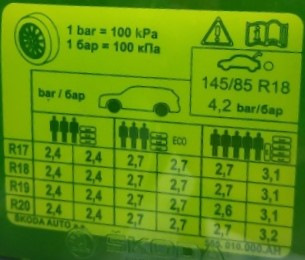 1 bar = 100 kPa
1 бар = 100 кПа
145/85 R18
4,2 bar/бар
bar / бар
ECO
R17 2,4 2,4 2,7 2,7 2,7 3,1
R18 2,4 2,4 2,7 2,7 2,7 3,1
R19 2,4 2,4 2,7 2,7 2,6 3,1
R20 2,4 2,4 2,7 2,7 2,7 3,2
ŠKODA AUTO
ŠKODA